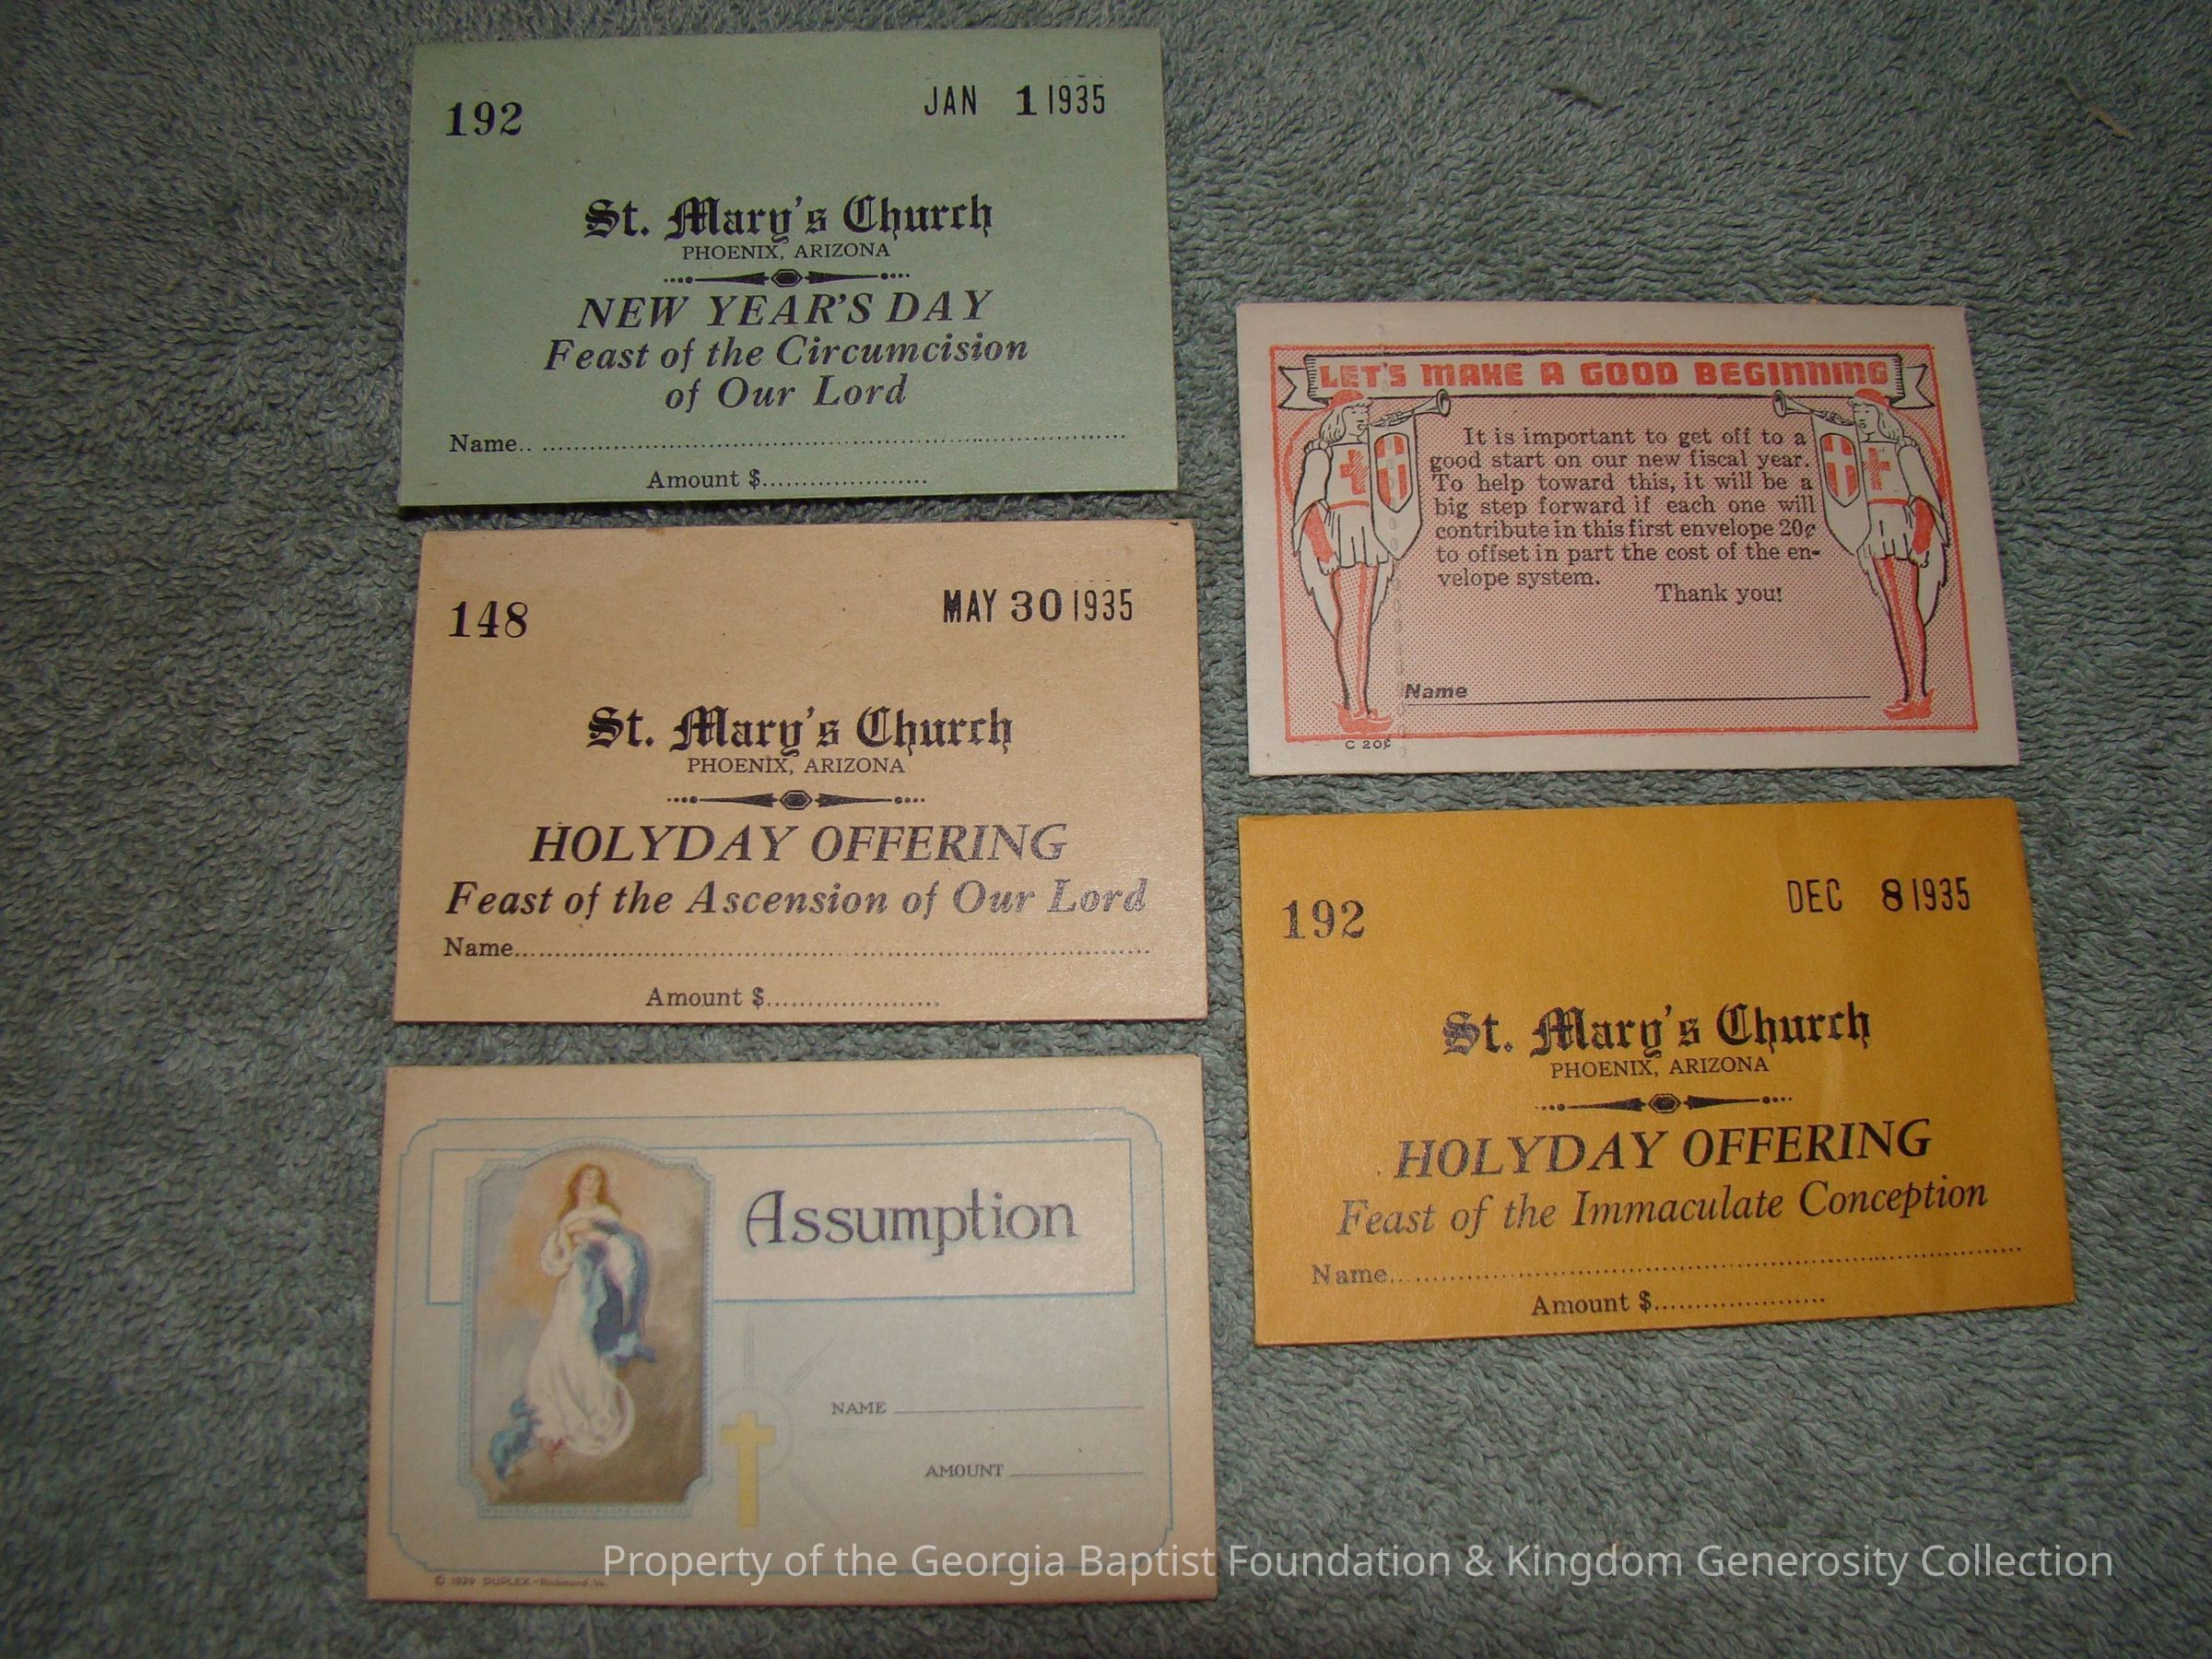 192
JAN 1 1935
St. Mary's Church
PHOENIX, ARIZONA
NEW YEAR'S DAY
Feast of the Circumcision
of Our Lord
Name
Amount $
148
MAY 30 1935
St. Mary's Church
PHOENIX, ARIZONA
HOLYDAY OFFERING
Feast of the Ascension of Our Lord
Name
Amount $
Assumption
NAME
AMOUNT
© 1929 DUPLEX-Richmond, Va.
LET'S MAKE A GOOD BEGINNING
It is important to get off to a
good start on our new fiscal year.
To help toward this, it will be a
big step forward if each one will
contribute in this first envelope 20¢
to offset in part the cost of the en-
velope system.
Thank you!
Name
C 20¢
192
DEC 8 1935
St. Mary's Church
PHOENIX, ARIZONA
HOLYDAY OFFERING
Feast of the Immaculate Conception
Name
Amount $
Property of the Georgia Baptist Foundation & Kingdom Generosity Collection